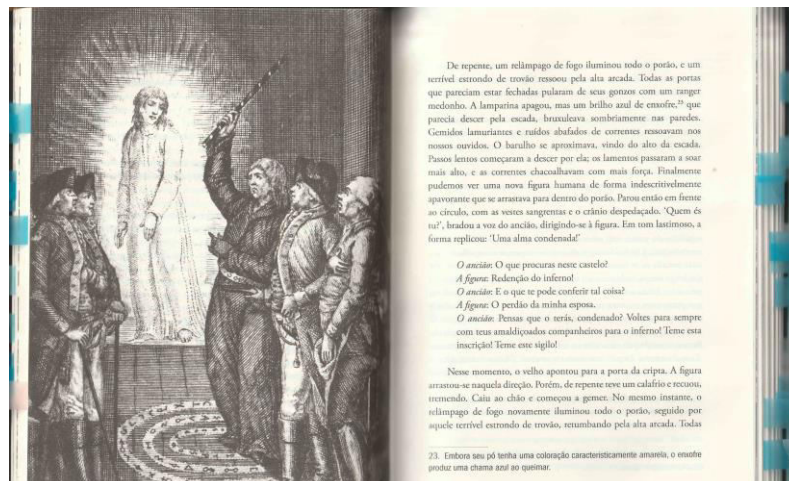 De repente, um relâmpago de fogo iluminou todo o porão, e um
terrível estrondo de trovão ressoou pela alta arcada. Todas as portas
que pareciam estar fechadas pularam de seus gonzos com um ranger
medonho. A lamparina apagou, mas um brilho azul de enxofre,²³ que
parecia descer pela escada, bruxuleava sombriamente nas paredes.
Gemidos lamuriantes e ruídos abafados de correntes ressoavam nos
nossos ouvidos. O barulho se aproximava, vindo do alto da escada.
Passos lentos começaram a descer por ela; os lamentos passaram a soar
mais alto, e as correntes chacoalhavam com mais força. Finalmente
pudemos ver uma nova figura humana de forma indescritivelmente
apavorante que se arrastava para dentro do porão. Parou então em frente
ao círculo, com as vestes sangrentas e o crânio despedaçado. 'Quem és
tu?', bradou a voz do ancião, dirigindo-se à figura. Em tom lastimoso, a
forma replicou: 'Uma alma condenada!'
O ancião: O que procuras neste castelo?
A figura: Redenção do inferno!
O ancião: E o que te pode conferir tal coisa?
A figura: O perdão da minha esposa.
O ancião: Pensas que o terás, condenado? Voltes para sempre
com teus amaldiçoados companheiros para o inferno! Teme esta
inscrição! Teme este sigilo!
Nesse momento, o velho apontou para a porta da cripta. A figura
arrastou-se naquela direção. Porém, de repente teve um calafrio e recuou,
tremendo. Caiu ao chão e começou a gemer. No mesmo instante, o
relâmpago de fogo novamente iluminou todo o porão, seguido por
aquele terrível estrondo de trovão, retumbando pela alta arcada. Todas
23. Embora seu pó tenha uma coloração caracteristicamente amarela, o enxofre
produz uma chama azul ao queimar.